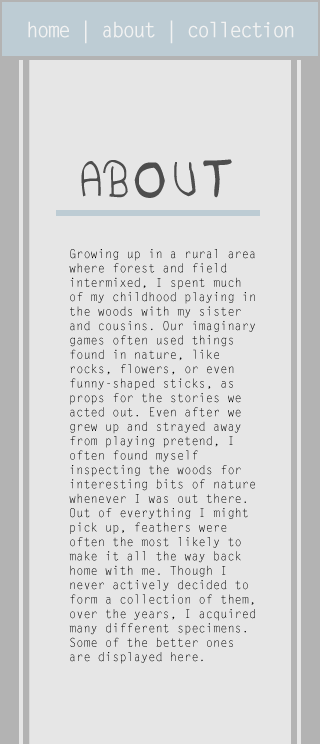 home | about | collection
ABOUT
Growing up in a rural area
where forest and field
intermixed, I spent much
of my childhood playing in
the woods with my sister
and cousins. Our imaginary
games often used things
found in nature, like
rocks, flowers, or even
funny-shaped sticks, as
props for the stories we
acted out. Even after we
grew up and strayed away
from playing pretend, I
often found myself
inspecting the woods for
interesting bits of nature
whenever I was out there.
Out of everything I might
pick up, feathers were
often the most likely to
make it all the way back
home with me. Though I
never actively decided to
form a collection of them,
over the years, I acquired
many different specimens.
Some of the better ones
are displayed here.